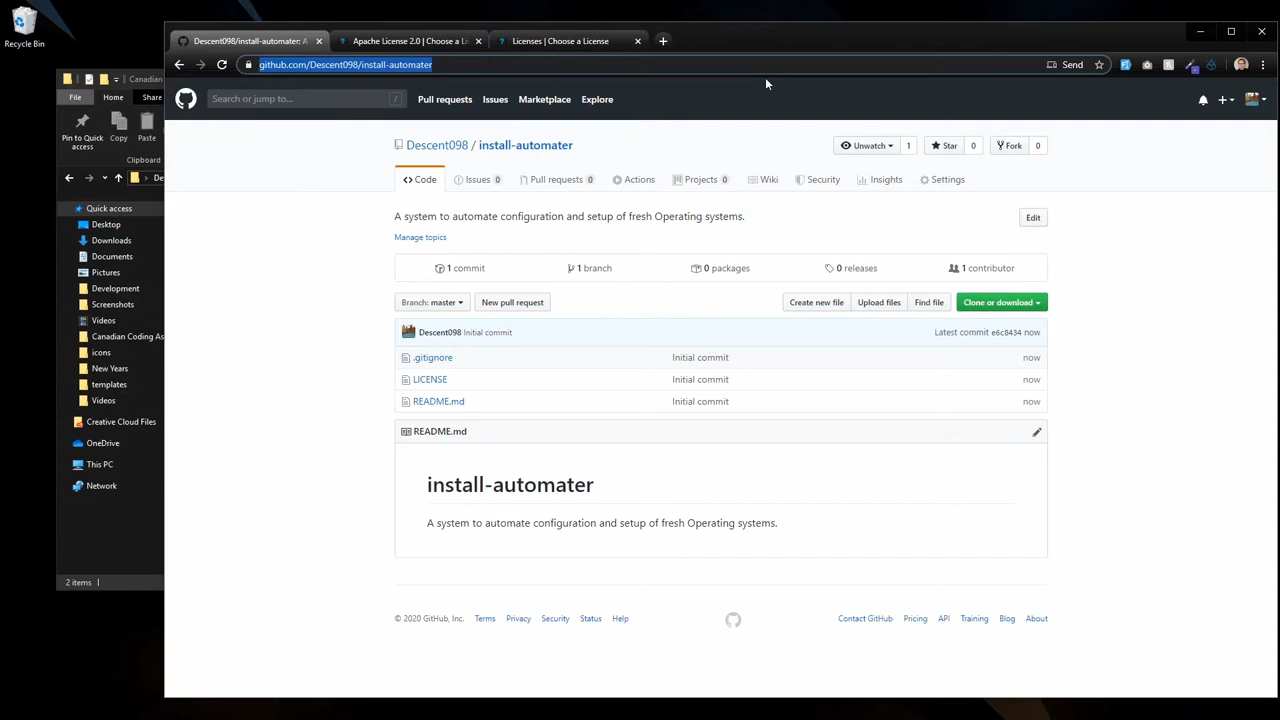 Recycle Bin
Canadian
File
Home
Share
Pin to Quick access
Copy
Paste
Clipboard
De
Quick access
Desktop
Downloads
Documents
Pictures
Development
Screenshots
Videos
Canadian Coding As
icons
New Years
templates
Videos
Creative Cloud Files
OneDrive
This PC
Network
2 items
Descent098/install-automater: A
Apache License 2.0 | Choose a Li
Licenses | Choose a License
github.com/Descent098/install-automater
Send
Search or jump to...
/
Pull requests
Issues
Marketplace
Explore
Descent098 / install-automater
Unwatch 1
Star 0
Fork 0
Code
Issues 0
Pull requests 0
Actions
Projects 0
Wiki
Security
Insights
Settings
A system to automate configuration and setup of fresh Operating systems.
Edit
Manage topics
1 commit
1 branch
0 packages
0 releases
1 contributor
Branch: master
New pull request
Create new file
Upload files
Find file
Clone or download
Descent098 Initial commit
Latest commit e6c8434 now
.gitignore Initial commit now
LICENSE Initial commit now
README.md Initial commit now
README.md
install-automater
A system to automate configuration and setup of fresh Operating systems.
© 2020 GitHub, Inc.
Terms
Privacy
Security
Status
Help
Contact GitHub
Pricing
API
Training
Blog
About